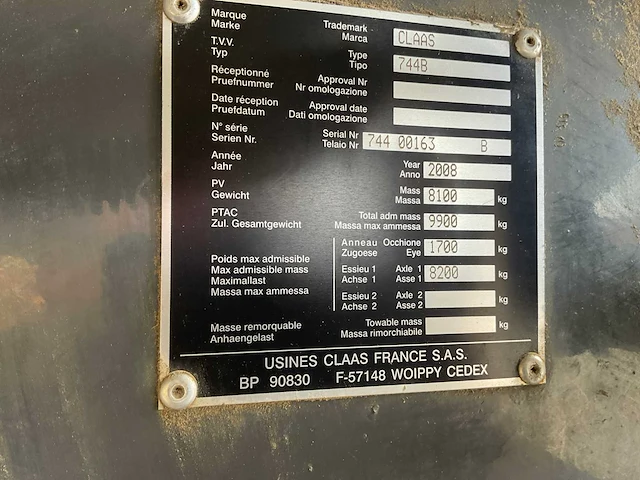 Marque Trademark
Marke Marca CLAAS
T.V.V. Type
Typ Tipo 744B
Réceptionné Approval Nr
Pruefnummer Nr omologazione
Date réception Approval date
Pruefdatum Dati omologazione
N° série Serial Nr
Serien Nr. Telaio Nr 744 00163 B
Année Year
Jahr Anno 2008
PV Mass
Gewicht Massa 8100 kg
PTAC Total adm mass
Zul. Gesamtgewicht Massa max ammessa 9900 kg
Anneau Occhione
Zugoese Eye 1700 kg
Poids max admissible
Max admissible mass
Maximallast
Massa max ammessa
Essieu 1 Axle 1
Achse 1 Asse 1 8200 kg
Essieu 2 Axle 2
Achse 2 Asse 2 kg
Masse remorquable Towable mass
Anhaengelast Massa rimorchiabile kg
USINES CLAAS FRANCE S.A.S.
BP 90830 F-57148 WOIPPY CEDEX